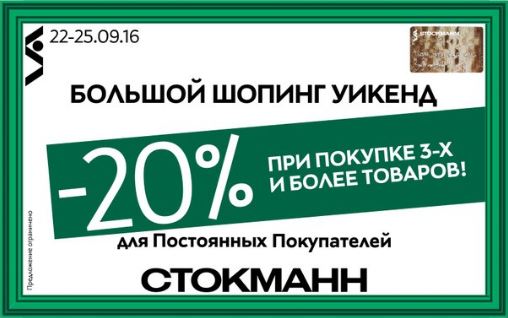 22-25.09.16
СТОКМАНН
БОЛЬШОЙ ШОПИНГ УИКЕНД
-20%
ПРИ ПОКУПКЕ 3-Х
И БОЛЕЕ ТОВАРОВ!
для Постоянных Покупателей
СТОКМАНН
Предложение ограничено